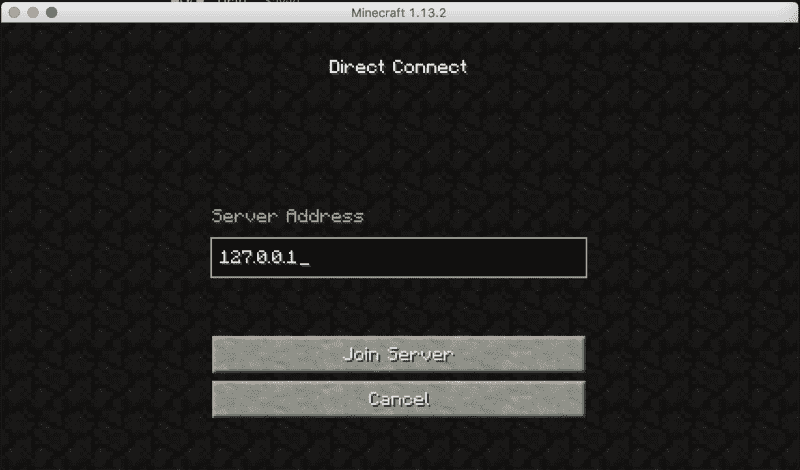 Minecraft 1.13.2
Direct Connect
Server Address
127.0.0.1_
Join Server
Cancel